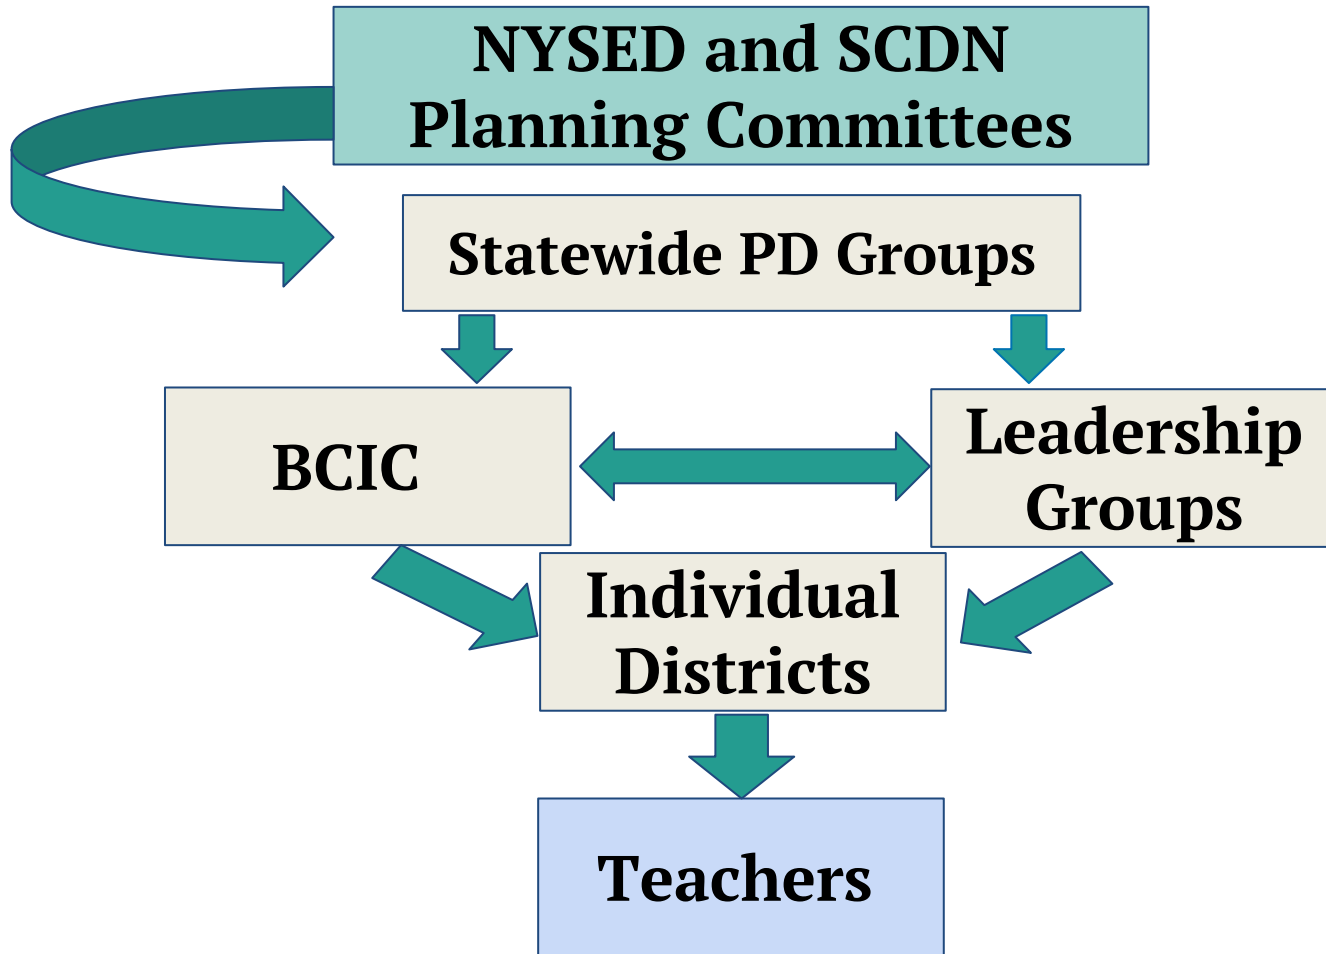 NYSED and SCDN
Planning Committees
Statewide PD Groups
BCIC
Leadership
Groups
Individual
Districts
Teachers